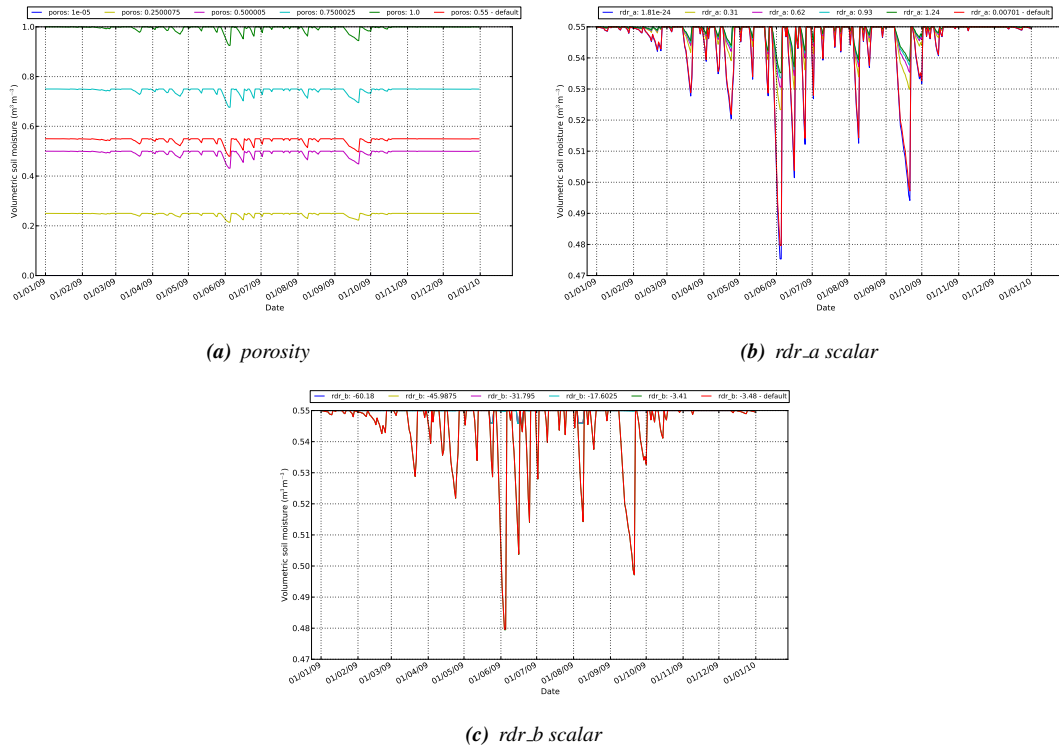 poros: 1e-05 poros: 0.2500075 poros: 0.500005 poros: 0.7500025 poros: 1.0 poros: 0.55 - default
1.0
0.8
0.6
0.4
0.2
0.0
Volumetric soil moisture (m³m⁻³)
01/01/09 01/02/09 01/03/09 01/04/09 01/05/09 01/06/09 01/07/09 01/08/09 01/09/09 01/10/09 01/11/09 01/12/09 01/01/10
Date
(a) porosity
rdr_a: 1.81e-24 rdr_a: 0.31 rdr_a: 0.62 rdr_a: 0.93 rdr_a: 1.24 rdr_a: 0.00701 - default
0.55
0.54
0.53
0.52
0.51
0.50
0.49
0.48
0.47
Volumetric soil moisture (m³m⁻³)
01/01/09 01/02/09 01/03/09 01/04/09 01/05/09 01/06/09 01/07/09 01/08/09 01/09/09 01/10/09 01/11/09 01/12/09 01/01/10
Date
(b) rdr_a scalar
rdr_b: -60.18 rdr_b: -45.9875 rdr_b: -31.795 rdr_b: -17.6025 rdr_b: -3.41 rdr_b: -3.48 - default
0.55
0.54
0.53
0.52
0.51
0.50
0.49
0.48
0.47
Volumetric soil moisture (m³m⁻³)
01/01/09 01/02/09 01/03/09 01/04/09 01/05/09 01/06/09 01/07/09 01/08/09 01/09/09 01/10/09 01/11/09 01/12/09 01/01/10
Date
(c) rdr_b scalar